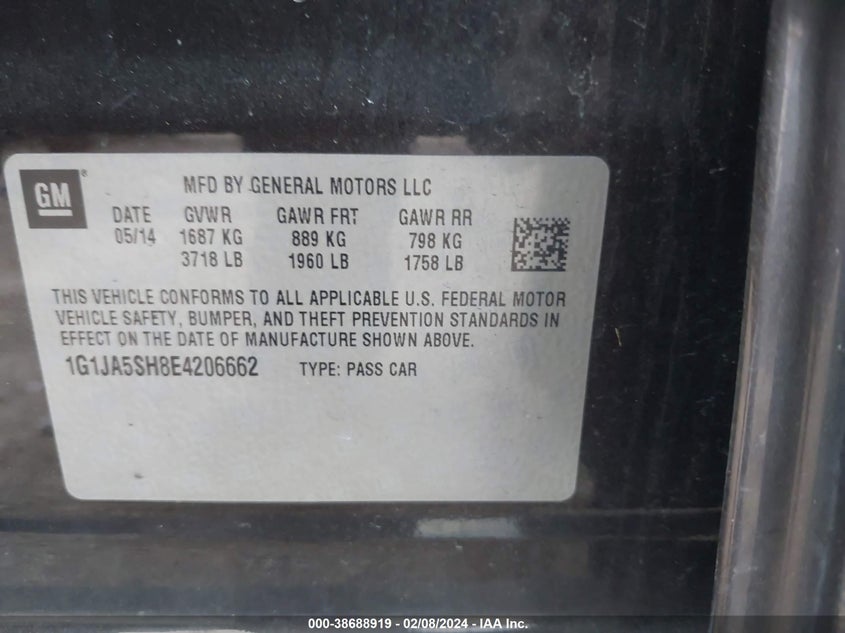 GM®
MFD BY GENERAL MOTORS LLC
DATE GVWR GAWR FRT GAWR RR
05/14 1687 KG 889 KG 798 KG
3718 LB 1960 LB 1758 LB
THIS VEHICLE CONFORMS TO ALL APPLICABLE U.S. FEDERAL MOTOR
VEHICLE SAFETY, BUMPER, AND THEFT PREVENTION STANDARDS IN
EFFECT ON THE DATE OF MANUFACTURE SHOWN ABOVE.
1G1JA5SH8E4206662 TYPE: PASS CAR
000-38688919 - 02/08/2024 - IAA Inc.